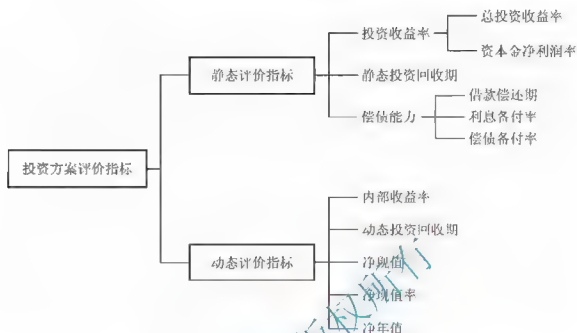 总投资收益率
投资收益率
资本金净利润率
静态评价指标
静态投资回收期
借款偿还期
偿债能力
利息备付率
偿债备付率
投资方案评价指标
内部收益率
动态投资回收期
动态评价指标
净现值
净现值率
净年值
版权所有